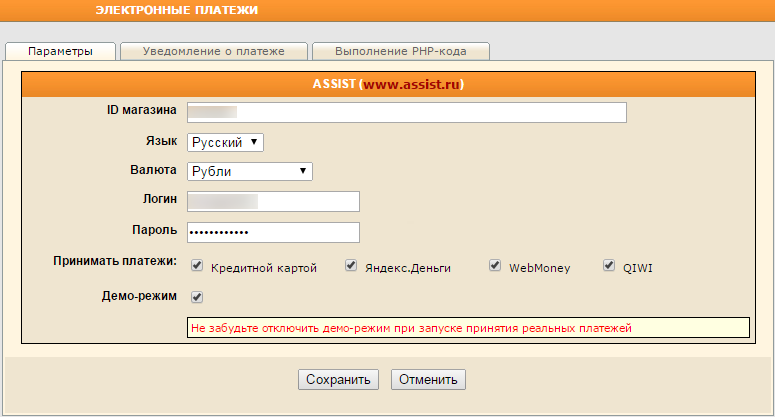 ЭЛЕКТРОННЫЕ ПЛАТЕЖИ
Параметры Уведомление о платеже Выполнение PHP-кода
ASSIST (www.assist.ru)
ID магазина
Язык Русский
Валюта Рубли
Логин
Пароль ••••••••••••
Принимать платежи: Кредитной картой Яндекс.Деньги WebMoney QIWI
Демо-режим
Не забудьте отключить демо-режим при запуске принятия реальных платежей
Сохранить Отменить